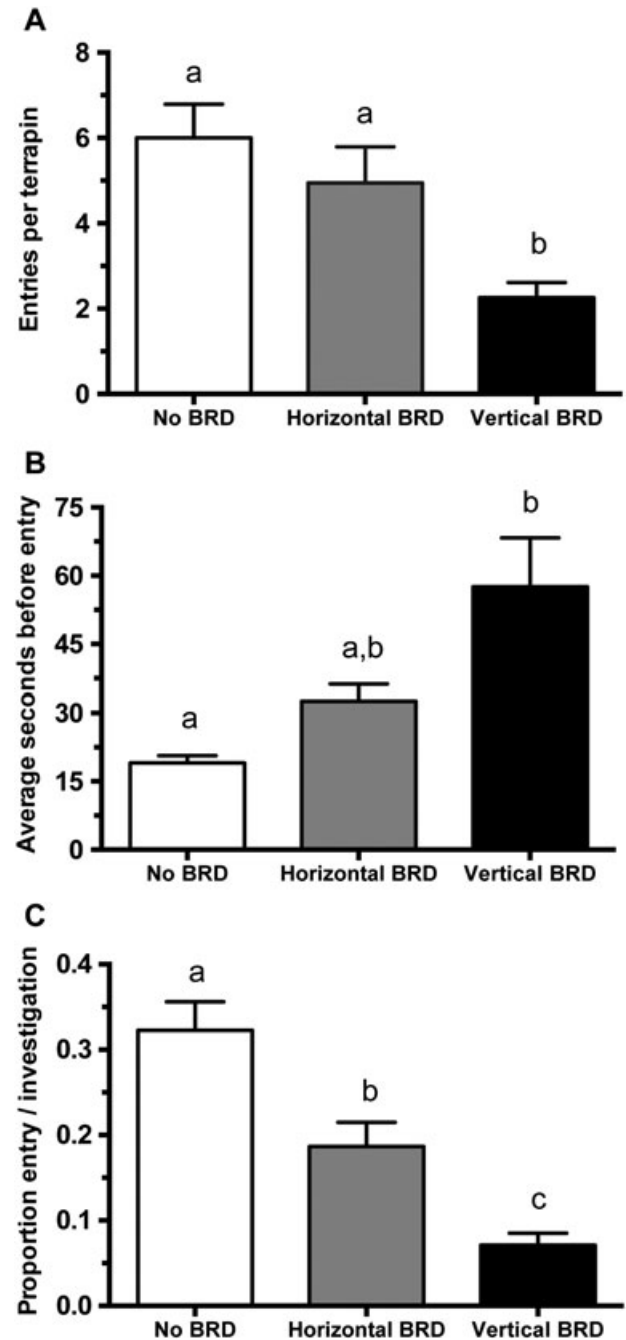 A
8
a
a
6
4
b
2
0
Entries per terrapin
No BRD Horizontal BRD Vertical BRD
B
75
b
60
45
a,b
30
a
15
0
Average seconds before entry
No BRD Horizontal BRD Vertical BRD
C
0.4
a
0.3
b
0.2
c
0.1
0.0
Proportion entry / investigation
No BRD Horizontal BRD Vertical BRD